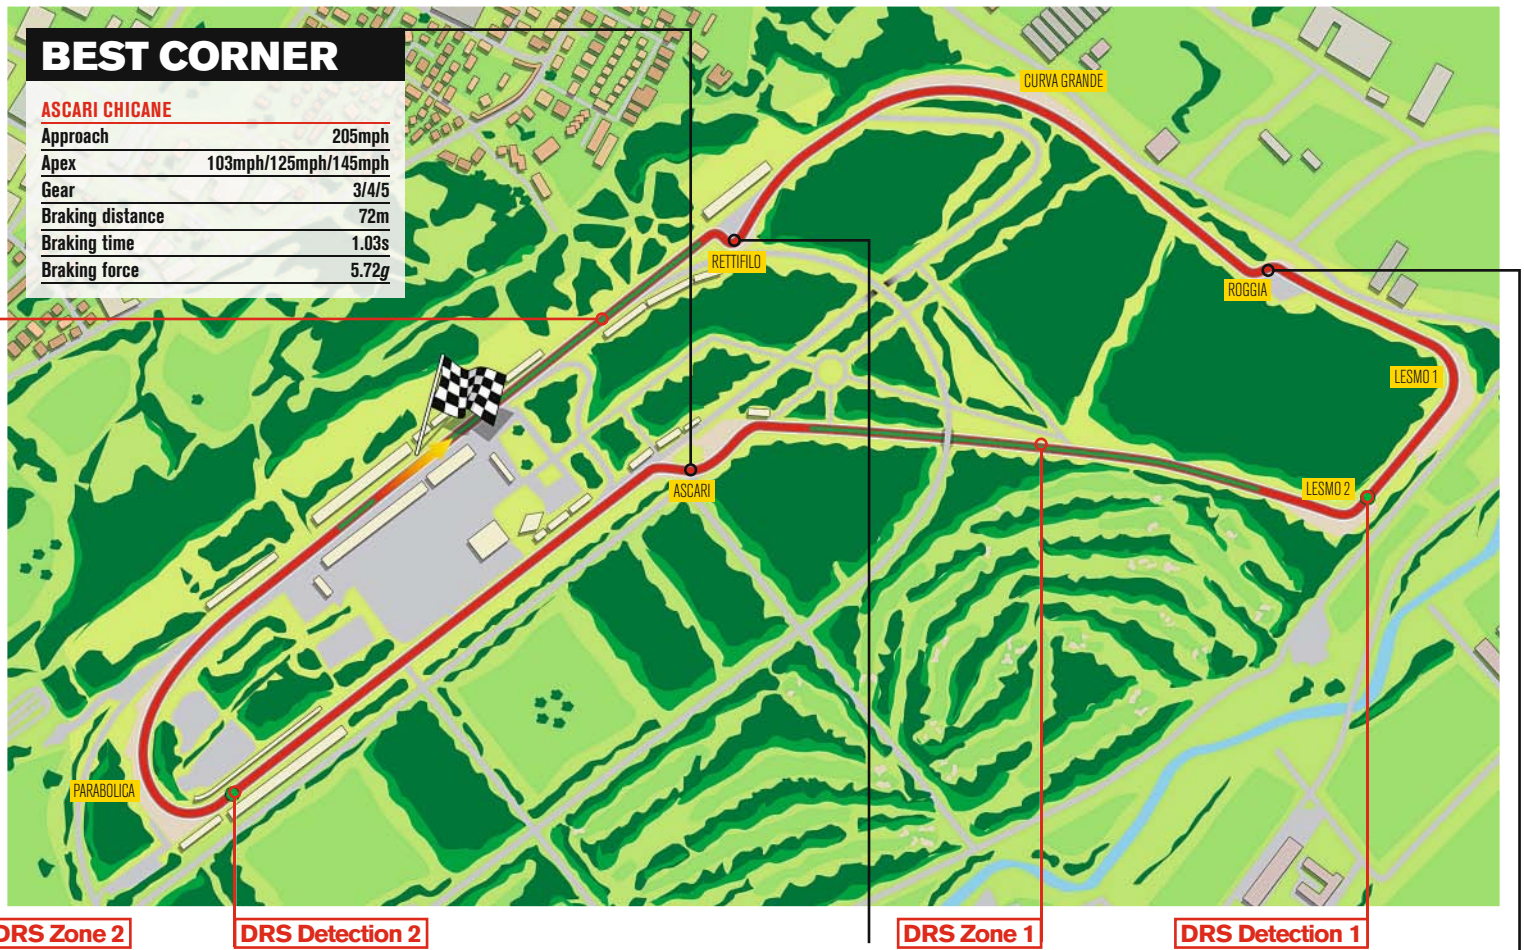 BEST CORNER
ASCARI CHICANE
Approach 205mph
Apex 103mph/125mph/145mph
Gear 3/4/5
Braking distance 72m
Braking time 1.03s
Braking force 5.72g
CURVA GRANDE
RETTIFILO
ROGGIA
LESMO 1
LESMO 2
ASCARI
PARABOLICA
DRS Zone 2
DRS Detection 2
DRS Zone 1
DRS Detection 1